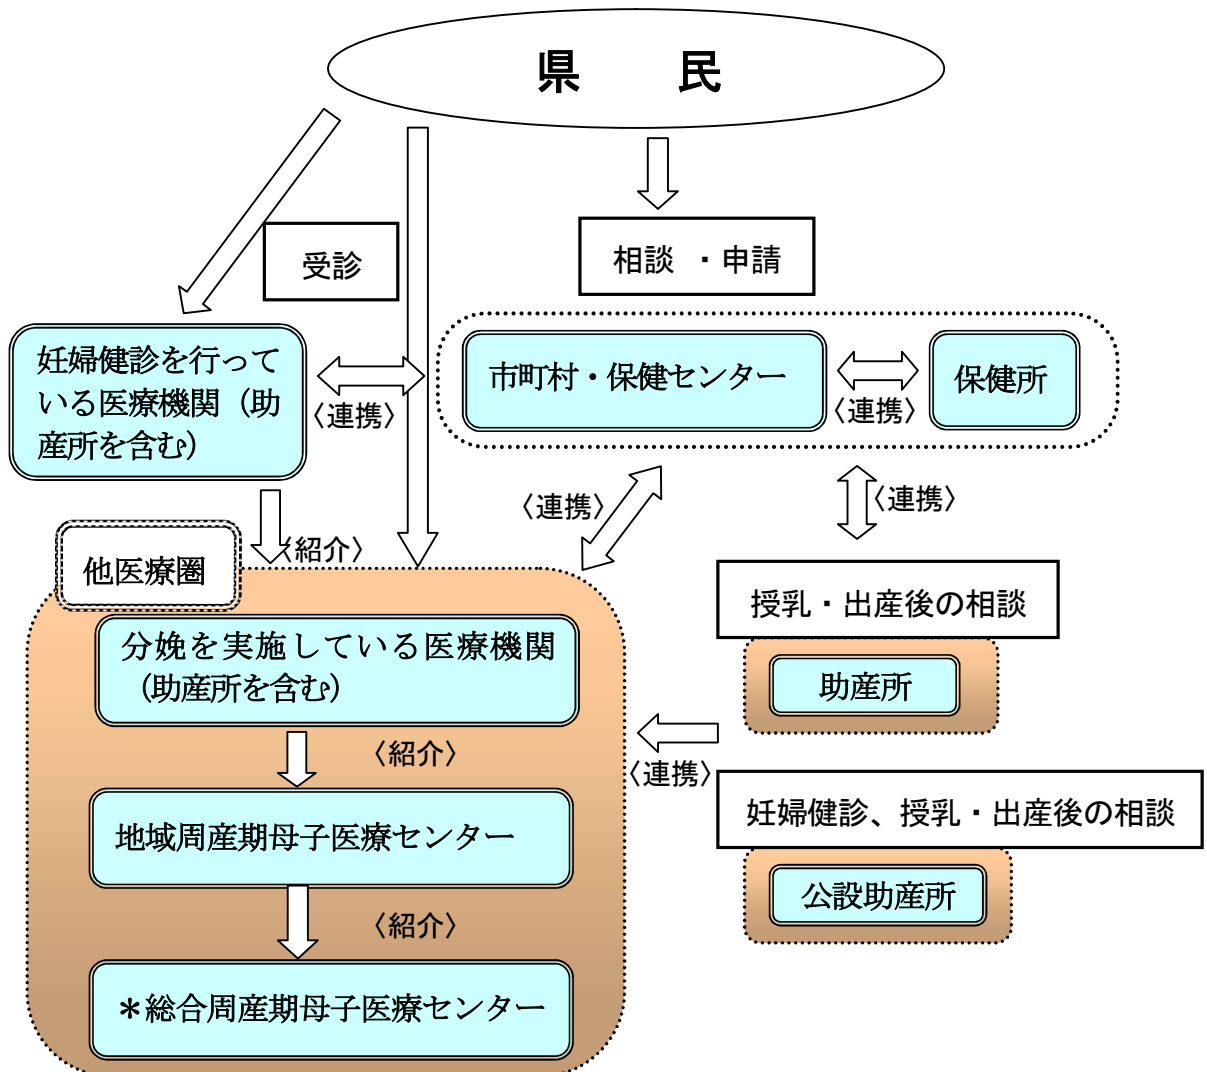 県　民
受診
相談 ・申請
妊婦健診を行って
いる医療機関（助
産所を含む）
〈連携〉
市町村・保健センター
〈連携〉
保健所
〈連携〉
〈連携〉
〈紹介〉
他医療圏
分娩を実施している医療機関
（助産所を含む）
〈紹介〉
地域周産期母子医療センター
〈紹介〉
＊総合周産期母子医療センター
授乳・出産後の相談
助産所
〈連携〉
妊婦健診、授乳・出産後の相談
公設助産所